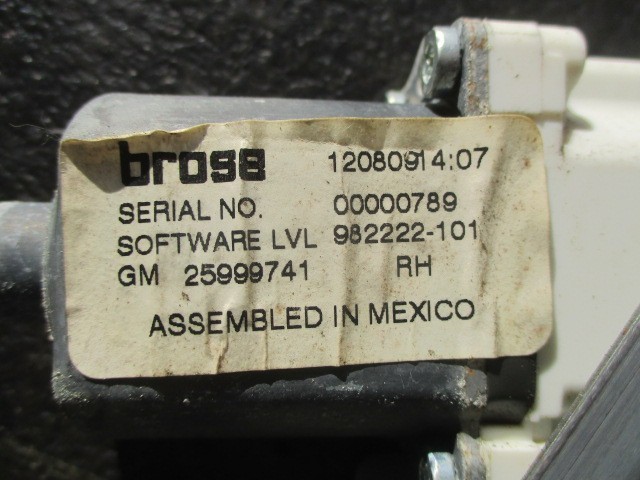 brose 12080914:07
SERIAL NO. 00000789
SOFTWARE LVL 982222-101
GM 25999741 RH
ASSEMBLED IN MEXICO